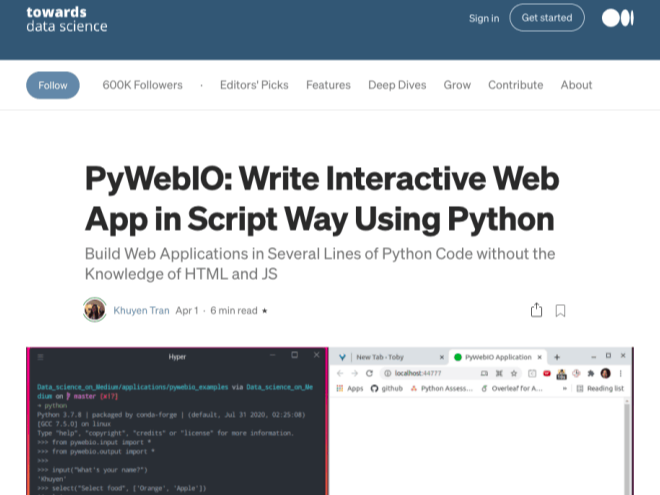 towards
data science
Sign in
Get started
Follow
600K Followers
·
Editors' Picks
Features
Deep Dives
Grow
Contribute
About
PyWebIO: Write Interactive Web
App in Script Way Using Python
Build Web Applications in Several Lines of Python Code without the
Knowledge of HTML and JS
Khuyen Tran Apr 1 · 6 min read ★
Hyper
Data_science_on_Medium/applications/pywebio_examples via Data_science_on_Me
dium on master [x17]
→ python
Python 3.7.8 | packaged by conda-forge | (default, Jul 31 2020, 02:25:08)
[GCC 7.5.0] on linux
Type "help", "copyright", "credits" or "license" for more information.
>>> from pywebio.input import *
>>> from pywebio.output import *
>>>
>>> input("What's your name?")
'Khuyen'
>>> select("Select food", ['Orange', 'Apple'])
New Tab - Toby
PyWebIO Application
localhost:44777
Apps
github
Python Assess...
Overleaf for A...
»
Reading list